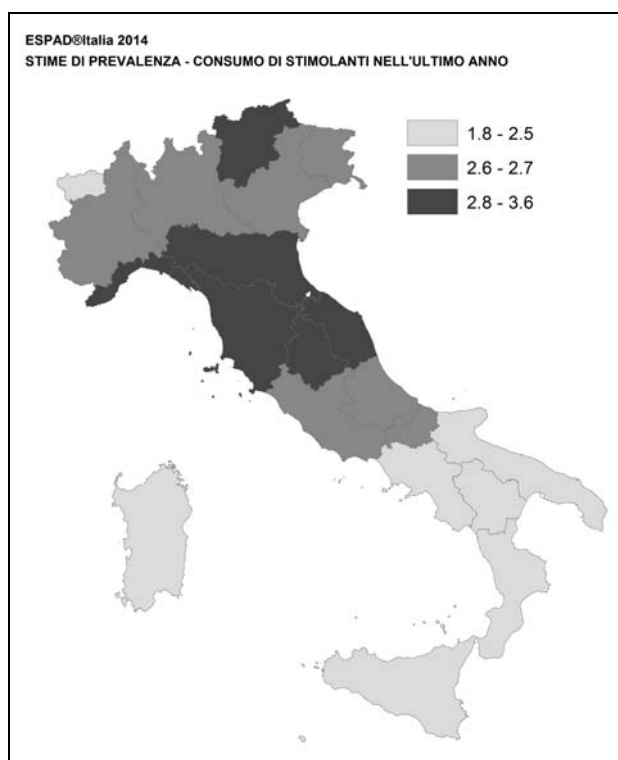 ESPAD®Italia 2014
STIME DI PREVALENZA - CONSUMO DI STIMOLANTI NELL'ULTIMO ANNO
1.8 - 2.5
2.6 - 2.7
2.8 - 3.6